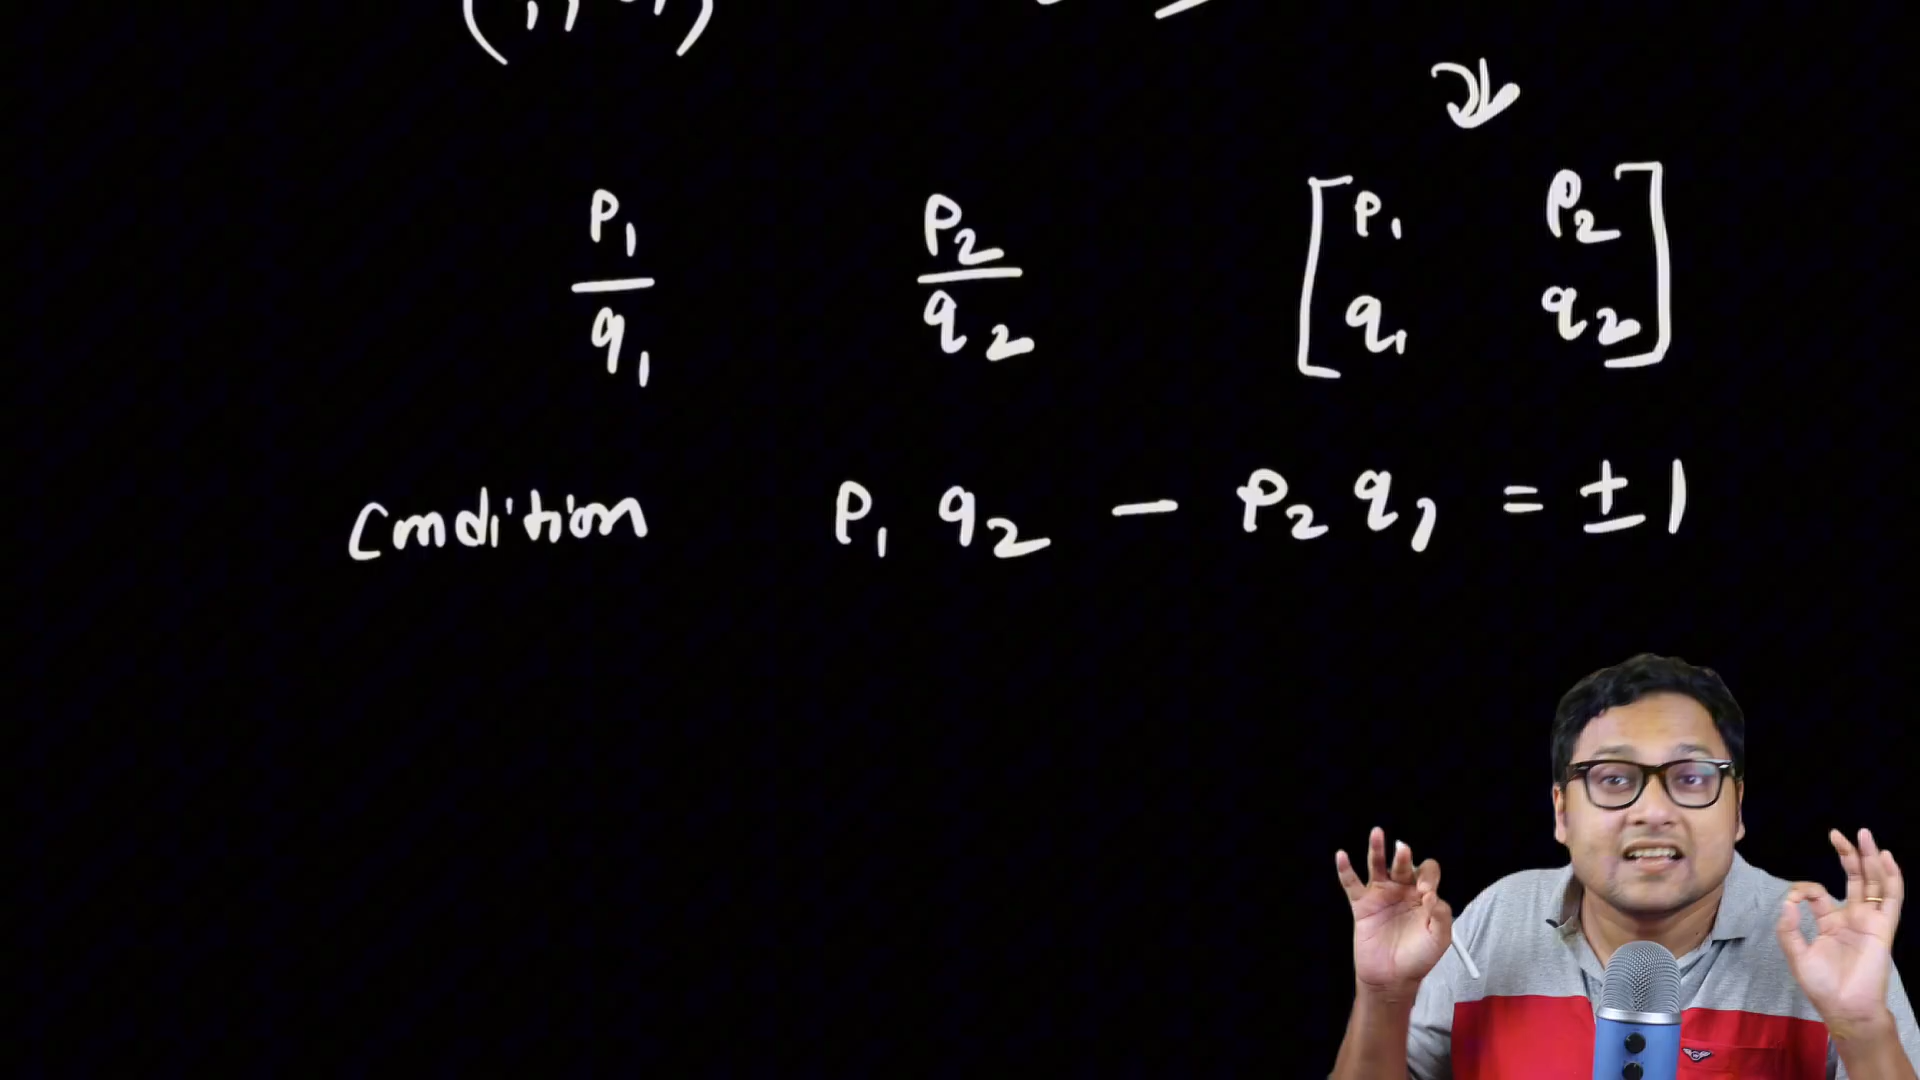 p₁ p₂ [ p₁ p₂
q₁ q₂ q₁ q₂ ]
condition p₁ q₂ − p₂ q₁ = ± 1